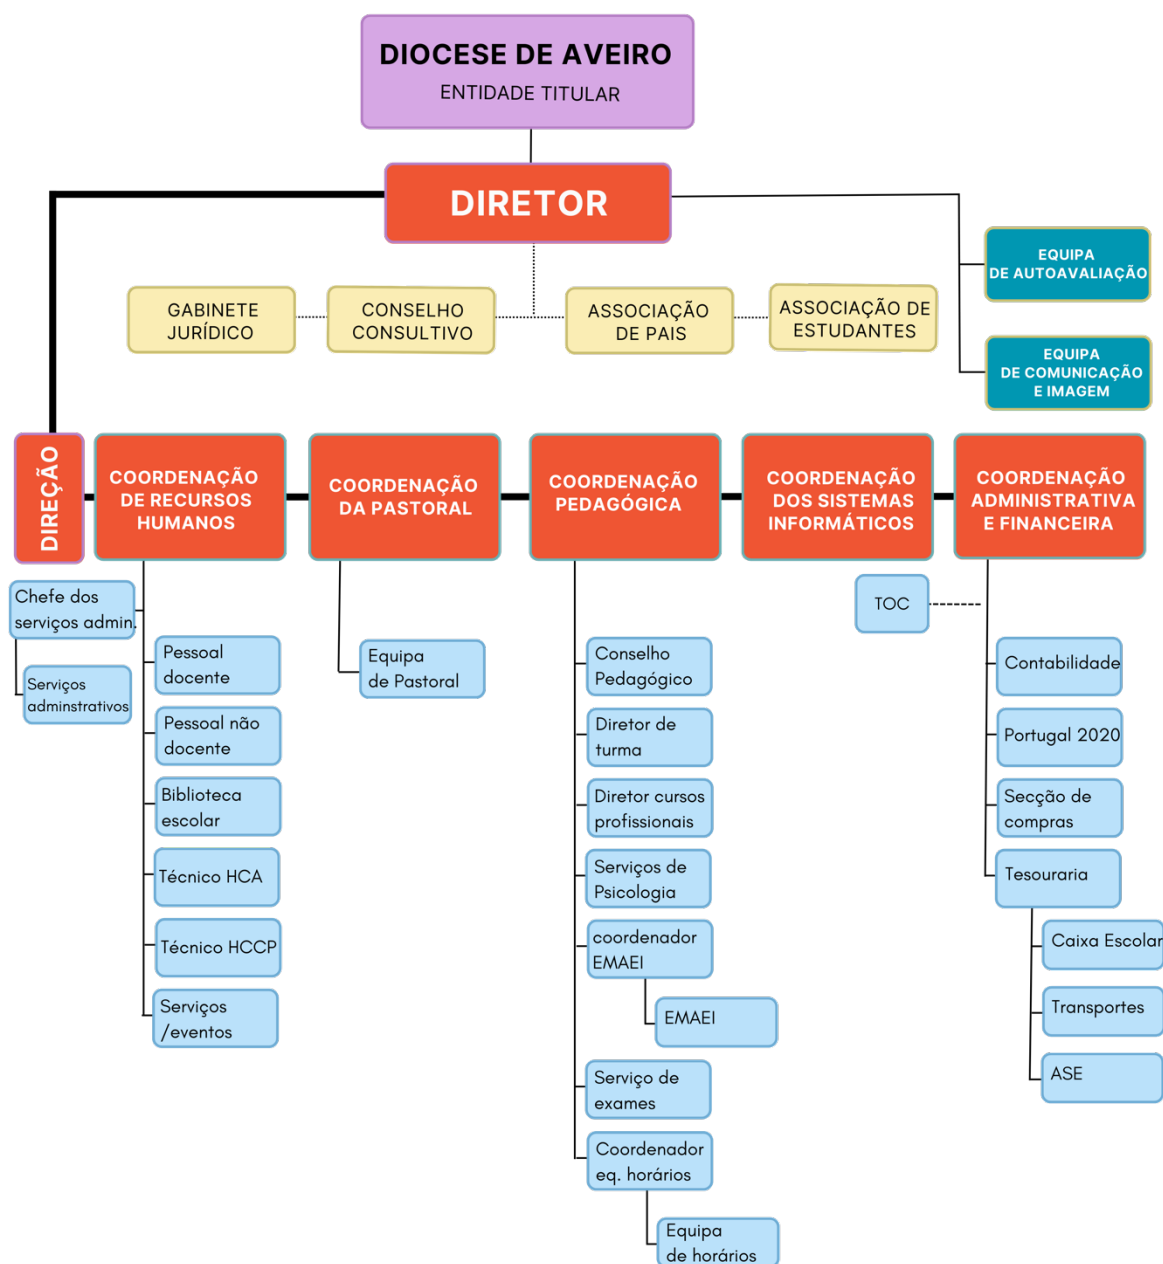 DIOCESE DE AVEIRO
ENTIDADE TITULAR
DIRETOR
EQUIPA
DE AUTOAVALIAÇÃO
GABINETE
JURÍDICO
CONSELHO
CONSULTIVO
ASSOCIAÇÃO
DE PAIS
ASSOCIAÇÃO DE
ESTUDANTES
EQUIPA
DE COMUNICAÇÃO
E IMAGEM
DIREÇÃO
COORDENAÇÃO
DE RECURSOS
HUMANOS
COORDENAÇÃO
DA PASTORAL
COORDENAÇÃO
PEDAGÓGICA
COORDENAÇÃO
DOS SISTEMAS
INFORMÁTICOS
COORDENAÇÃO
ADMINISTRATIVA
E FINANCEIRA
Chefe dos
serviços admin.
Serviços
adminstrativos
Pessoal
docente
Pessoal não
docente
Biblioteca
escolar
Técnico HCA
Técnico HCCP
Serviços
/eventos
Equipa
de Pastoral
Conselho
Pedagógico
Diretor de
turma
Diretor cursos
profissionais
Serviços de
Psicologia
coordenador
EMAEI
EMAEI
Serviço de
exames
Coordenador
eq. horários
Equipa
de horários
TOC
Contabilidade
Portugal 2020
Secção de
compras
Tesouraria
Caixa Escolar
Transportes
ASE